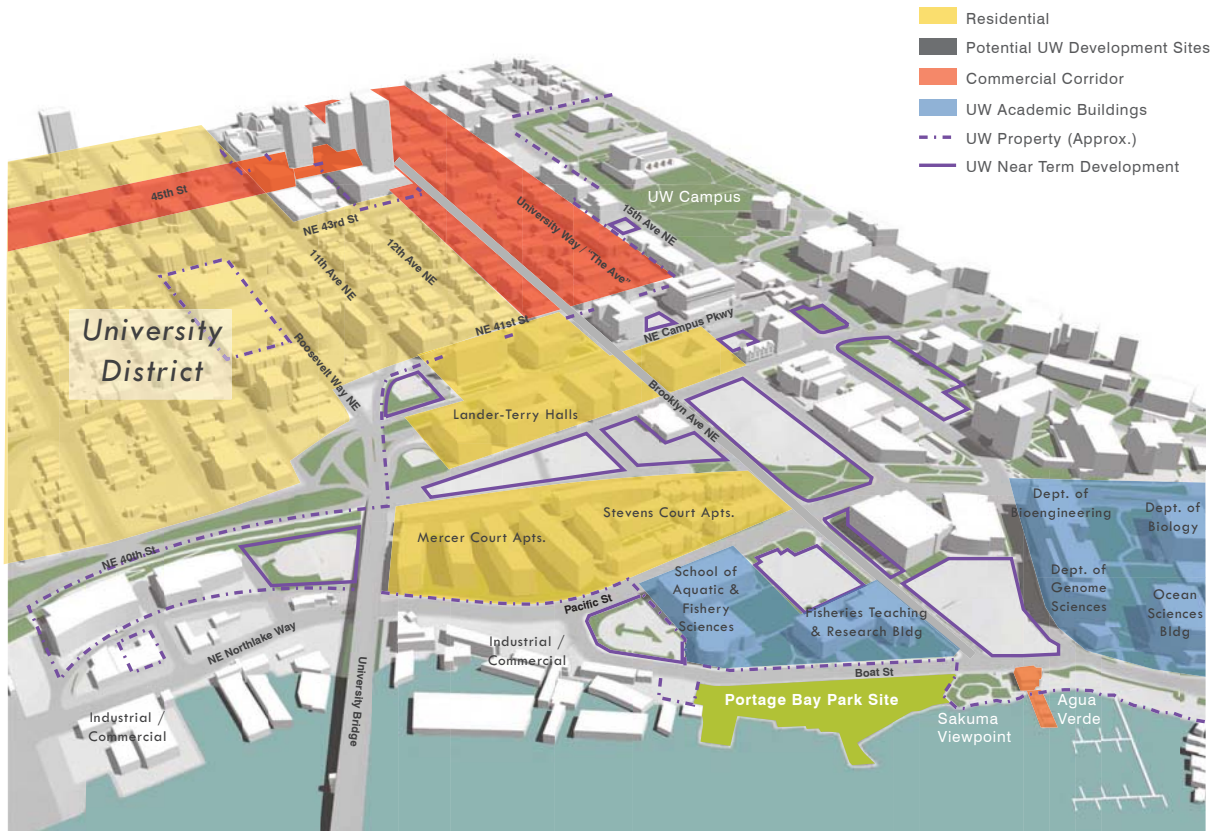 Residential
Potential UW Development Sites
Commercial Corridor
UW Academic Buildings
UW Property (Approx.)
UW Near Term Development
45th St
NE 43rd St
University Way / "The Ave"
15th Ave NE
UW Campus
11th Ave NE
12th Ave NE
University
District
Roosevelt Way NE
NE 41st St
NE Campus Pkwy
Brooklyn Ave NE
Lander-Terry Halls
Stevens Court Apts.
Mercer Court Apts.
Dept. of
Bioengineering
Dept. of
Biology
NE 40th St
School of
Aquatic &
Fishery
Sciences
Dept. of
Genome
Sciences
Ocean
Sciences
Bldg
Pacific St
Fisheries Teaching
& Research Bldg
NE Northlake Way
Industrial /
Commercial
Boat St
University Bridge
Portage Bay Park Site
Sakuma
Viewpoint
Agua
Verde
Industrial /
Commercial